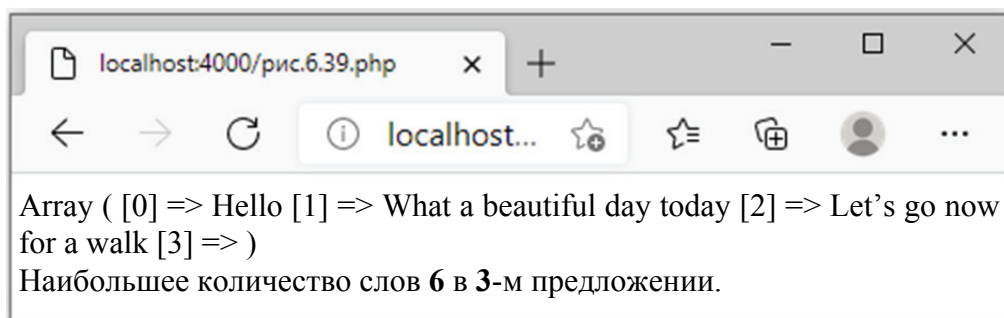 localhost:4000/рис.6.39.php
localhost...
Array ( [0] => Hello [1] => What a beautiful day today [2] => Let’s go now
for a walk [3] => )
Наибольшее количество слов 6 в 3-м предложении.